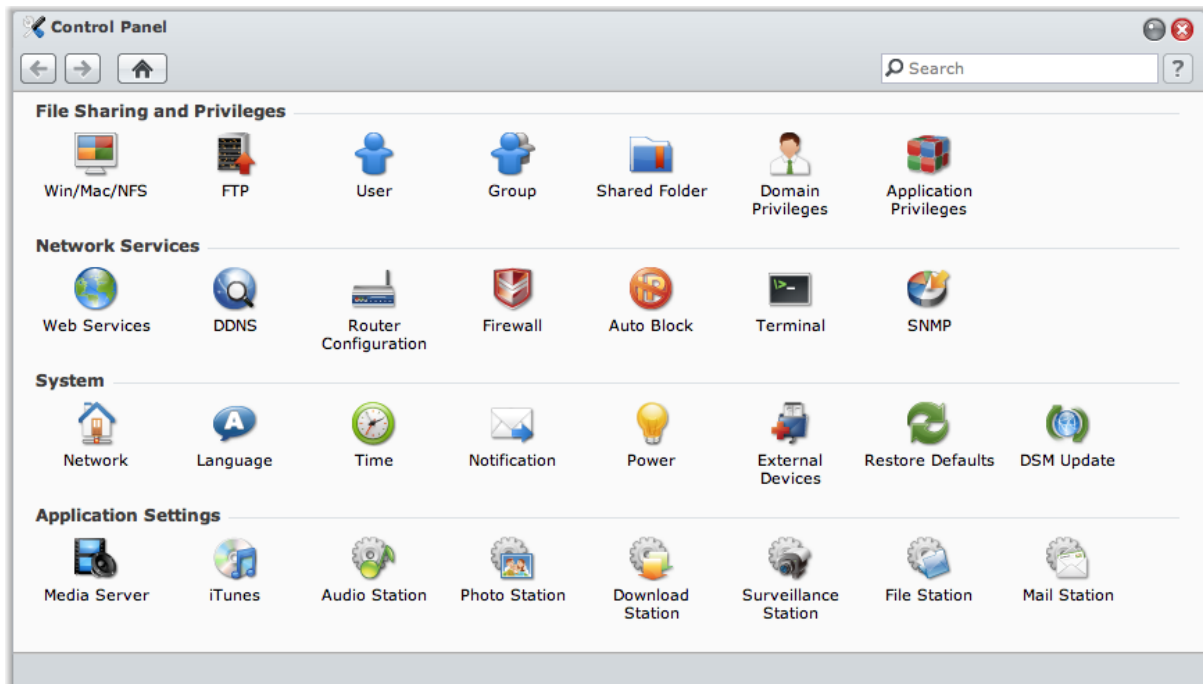 Control Panel
Search
?
File Sharing and Privileges
Win/Mac/NFS
FTP
User
Group
Shared Folder
Domain
Privileges
Application
Privileges
Network Services
Web Services
DDNS
Router
Configuration
Firewall
Auto Block
Terminal
SNMP
System
Network
Language
Time
Notification
Power
External
Devices
Restore Defaults
DSM Update
Application Settings
Media Server
iTunes
Audio Station
Photo Station
Download
Station
Surveillance
Station
File Station
Mail Station